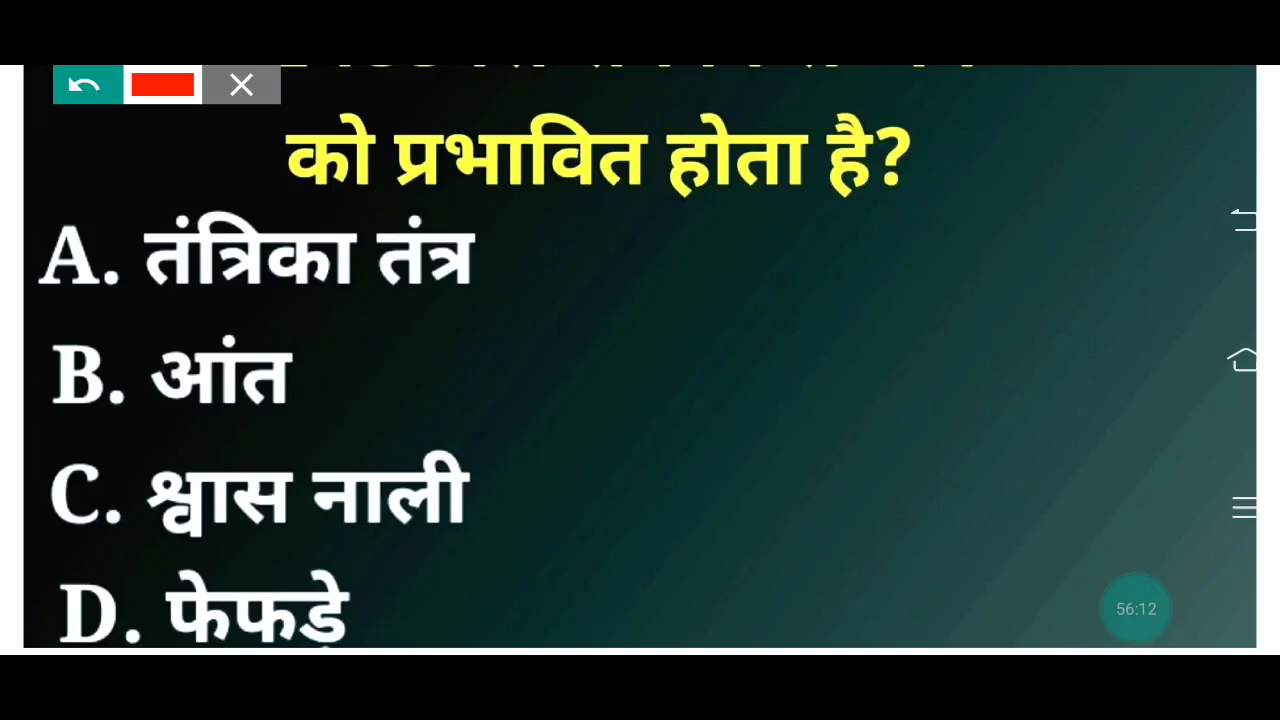 को प्रभावित होता है?
A. तंत्रिका तंत्र
B. आंत
C. श्वास नाली
D. फेफड़े
56:12